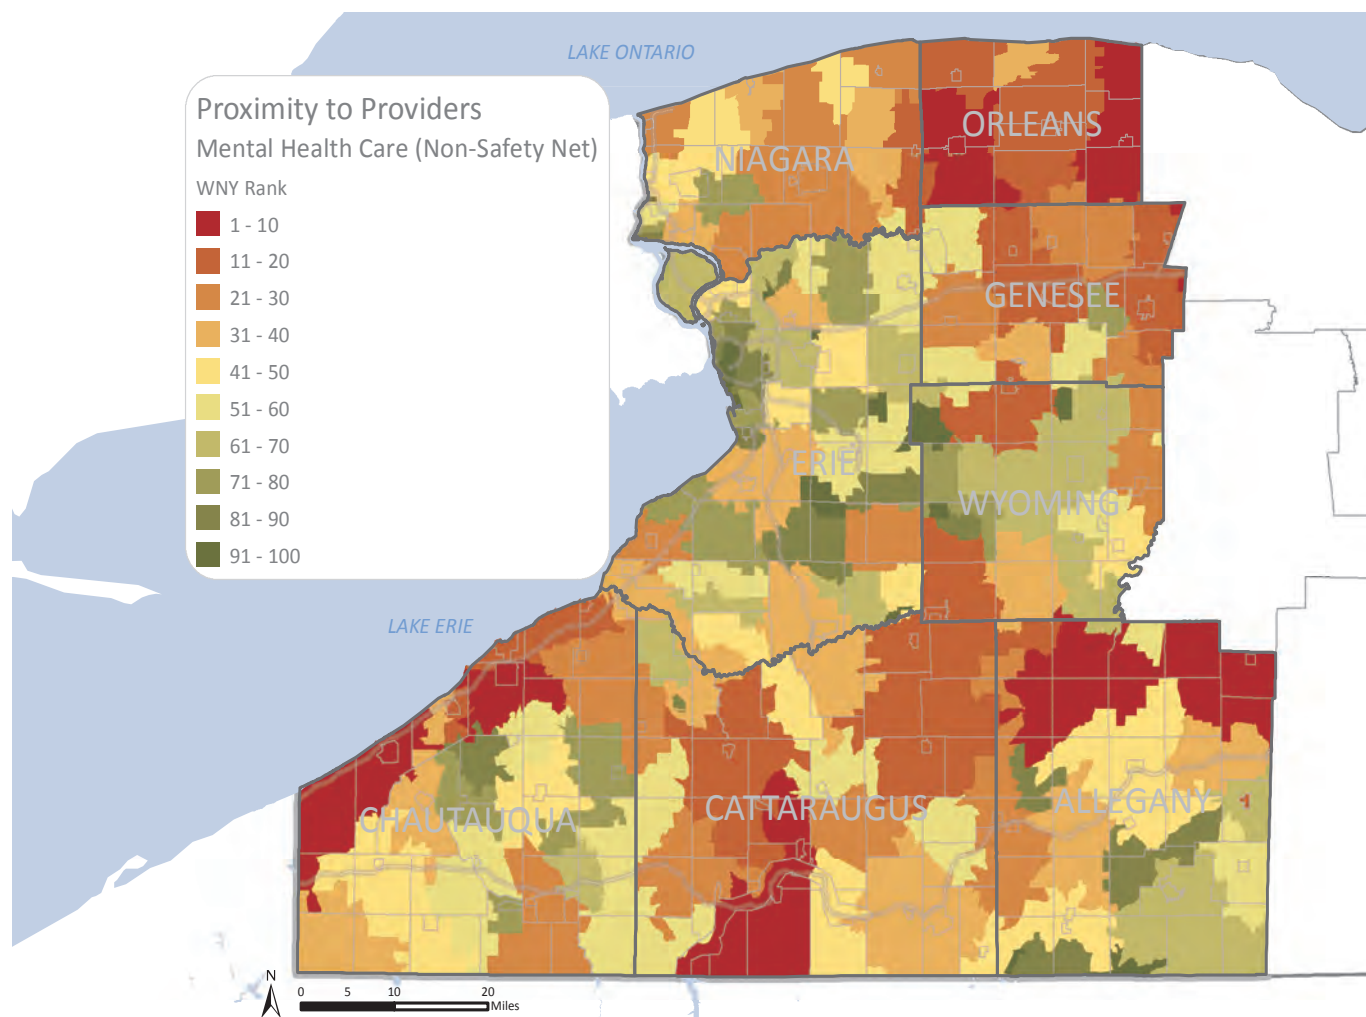 LAKE ONTARIO
Proximity to Providers
Mental Health Care (Non-Safety Net)
WNY Rank
1 - 10
11 - 20
21 - 30
31 - 40
41 - 50
51 - 60
61 - 70
71 - 80
81 - 90
91 - 100
ORLEANS
NIAGARA
GENESEE
ERIE
WYOMING
LAKE ERIE
CHAUTAUQUA
CATTARAUGUS
ALLEGANY
N
0 5 10 20
Miles